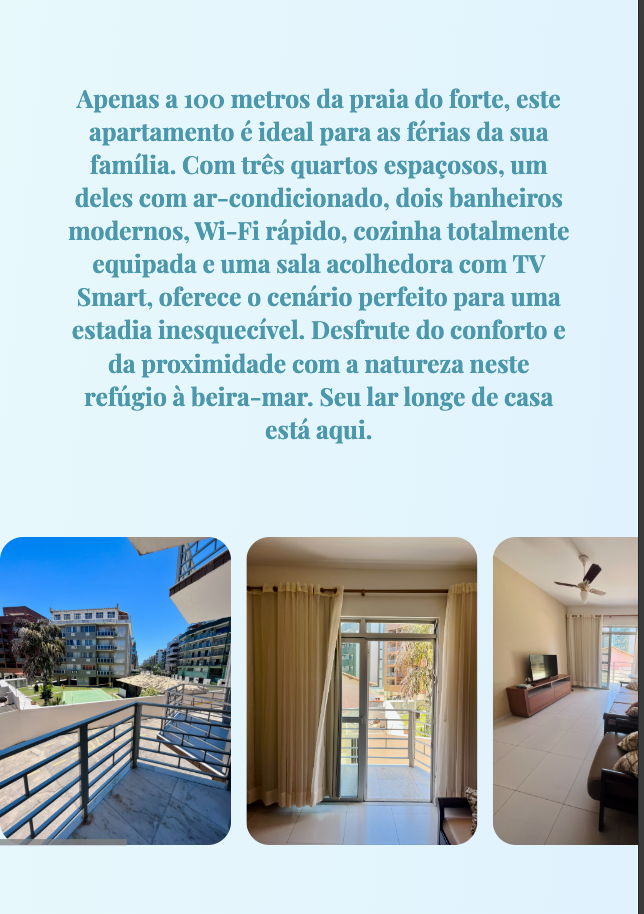 Apenas a 100 metros da praia do forte, este
apartamento é ideal para as férias da sua
família. Com três quartos espaçosos, um
deles com ar-condicionado, dois banheiros
modernos, Wi-Fi rápido, cozinha totalmente
equipada e uma sala acolhedora com TV
Smart, oferece o cenário perfeito para uma
estadia inesquecível. Desfrute do conforto e
da proximidade com a natureza neste
refúgio à beira-mar. Seu lar longe de casa
está aqui.